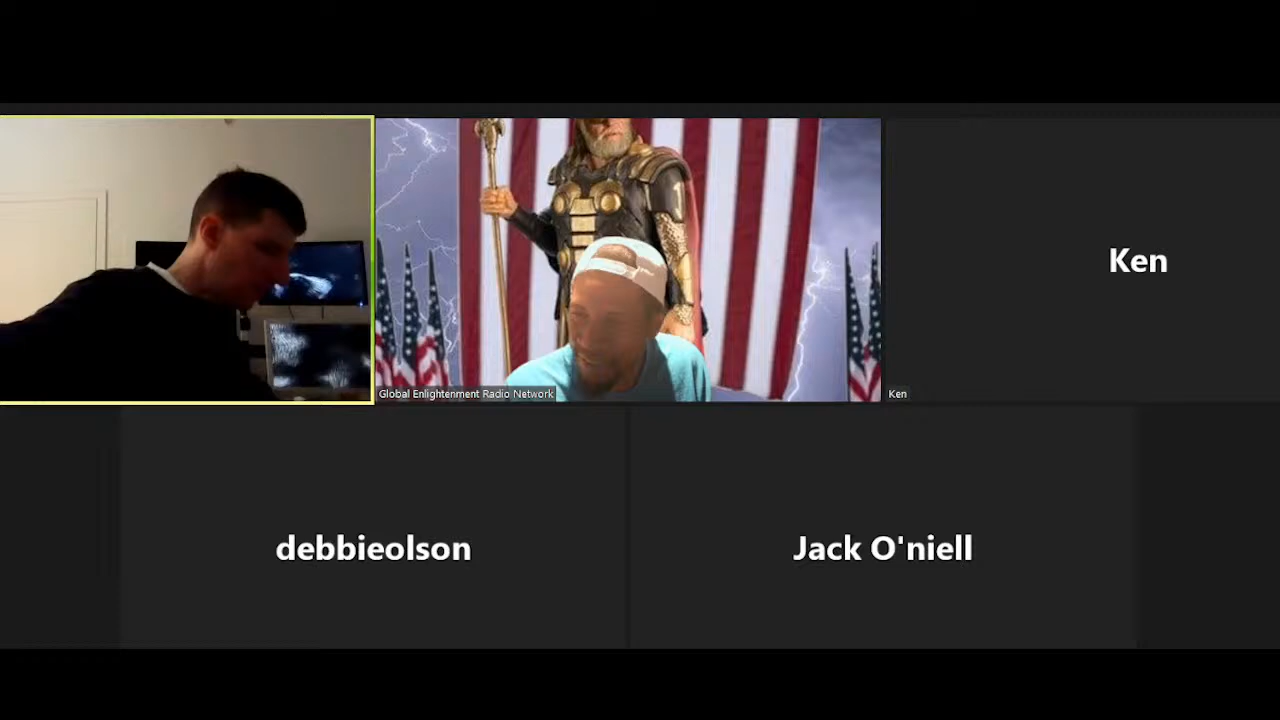 Ken
Global Enlightenment Radio Network
Ken
debbieolson
Jack O'niell